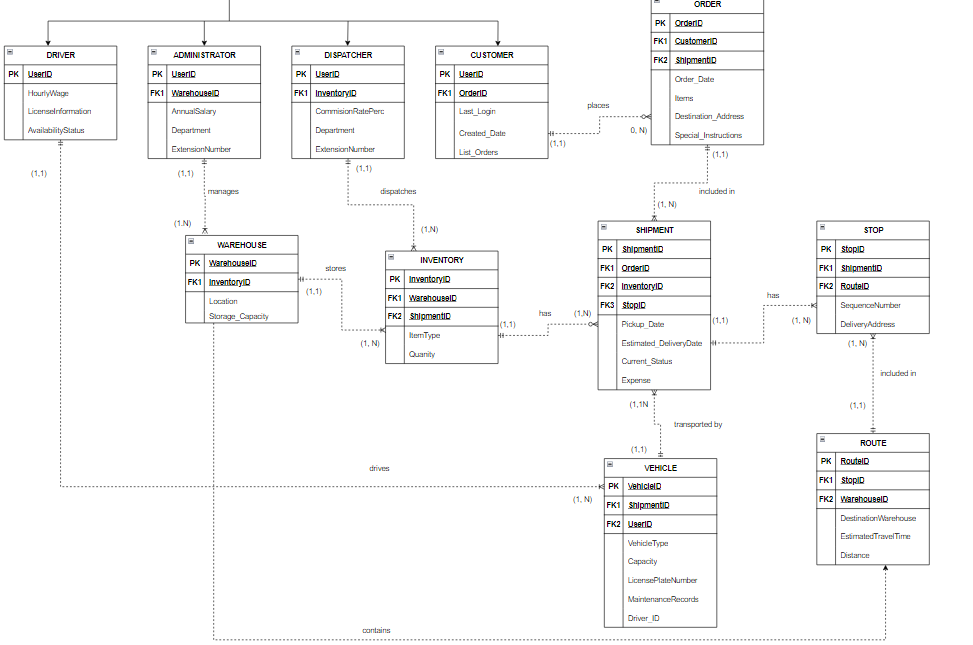 ORDER
PK OrderID
FK1 CustomerID
FK2 ShipmentID
Order_Date
Items
Destination_Address
Special_Instructions
DRIVER
PK UserID
HourlyWage
LicenseInformation
AvailabilityStatus
ADMINISTRATOR
PK UserID
FK1 WarehouseID
AnnualSalary
Department
ExtensionNumber
DISPATCHER
PK UserID
FK1 InventoryID
CommisionRatePerc
Department
ExtensionNumber
CUSTOMER
PK UserID
FK1 OrderID
Last_Login
Created_Date
List_Orders
places
0, N)
(1,1)
(1,1)
(1,1)
(1,1)
(1,1)
manages
dispatches
included in
(1.N)
(1,N)
(1, N)
WAREHOUSE
PK WarehouseID
FK1 InventoryID
Location
Storage_Capacity
stores
(1,1)
(1, N)
INVENTORY
PK InventoryID
FK1 WarehouseID
FK2 ShipmentID
ItemType
Quanity
has
(1,N)
(1,1)
SHIPMENT
PK ShipmentID
FK1 OrderID
FK2 InventoryID
FK3 StopID
Pickup_Date
Estimated_DeliveryDate
Current_Status
Expense
has
(1,1)
(1, N)
STOP
PK StopID
FK1 ShipmentID
FK2 RouteID
SequenceNumber
DeliveryAddress
(1, N)
included in
(1,1)
(1,1N
transported by
(1,1)
drives
(1, N)
VEHICLE
PK VehicleID
FK1 ShipmentID
FK2 UserID
VehicleType
Capacity
LicensePlateNumber
MaintenanceRecords
Driver_ID
ROUTE
PK RouteID
FK1 StopID
FK2 WarehouseID
DestinationWarehouse
EstimatedTravelTime
Distance
contains